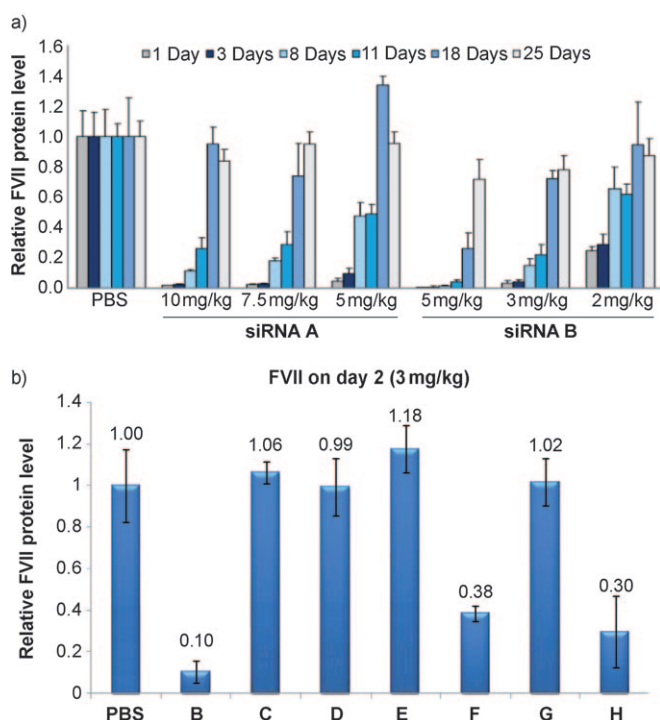 a)
1 Day 3 Days 8 Days 11 Days 18 Days 25 Days
Relative FVII protein level
1.6
1.4
1.2
1.0
0.8
0.6
0.4
0.2
0.0
PBS 10 mg/kg 7.5 mg/kg 5 mg/kg 5 mg/kg 3 mg/kg 2 mg/kg
siRNA A siRNA B
b)
FVII on day 2 (3 mg/kg)
Relative FVII protein level
1.4
1.2
1
0.8
0.6
0.4
0.2
0
1.00 0.10 1.06 0.99 1.18 0.38 1.02 0.30
PBS B C D E F G H